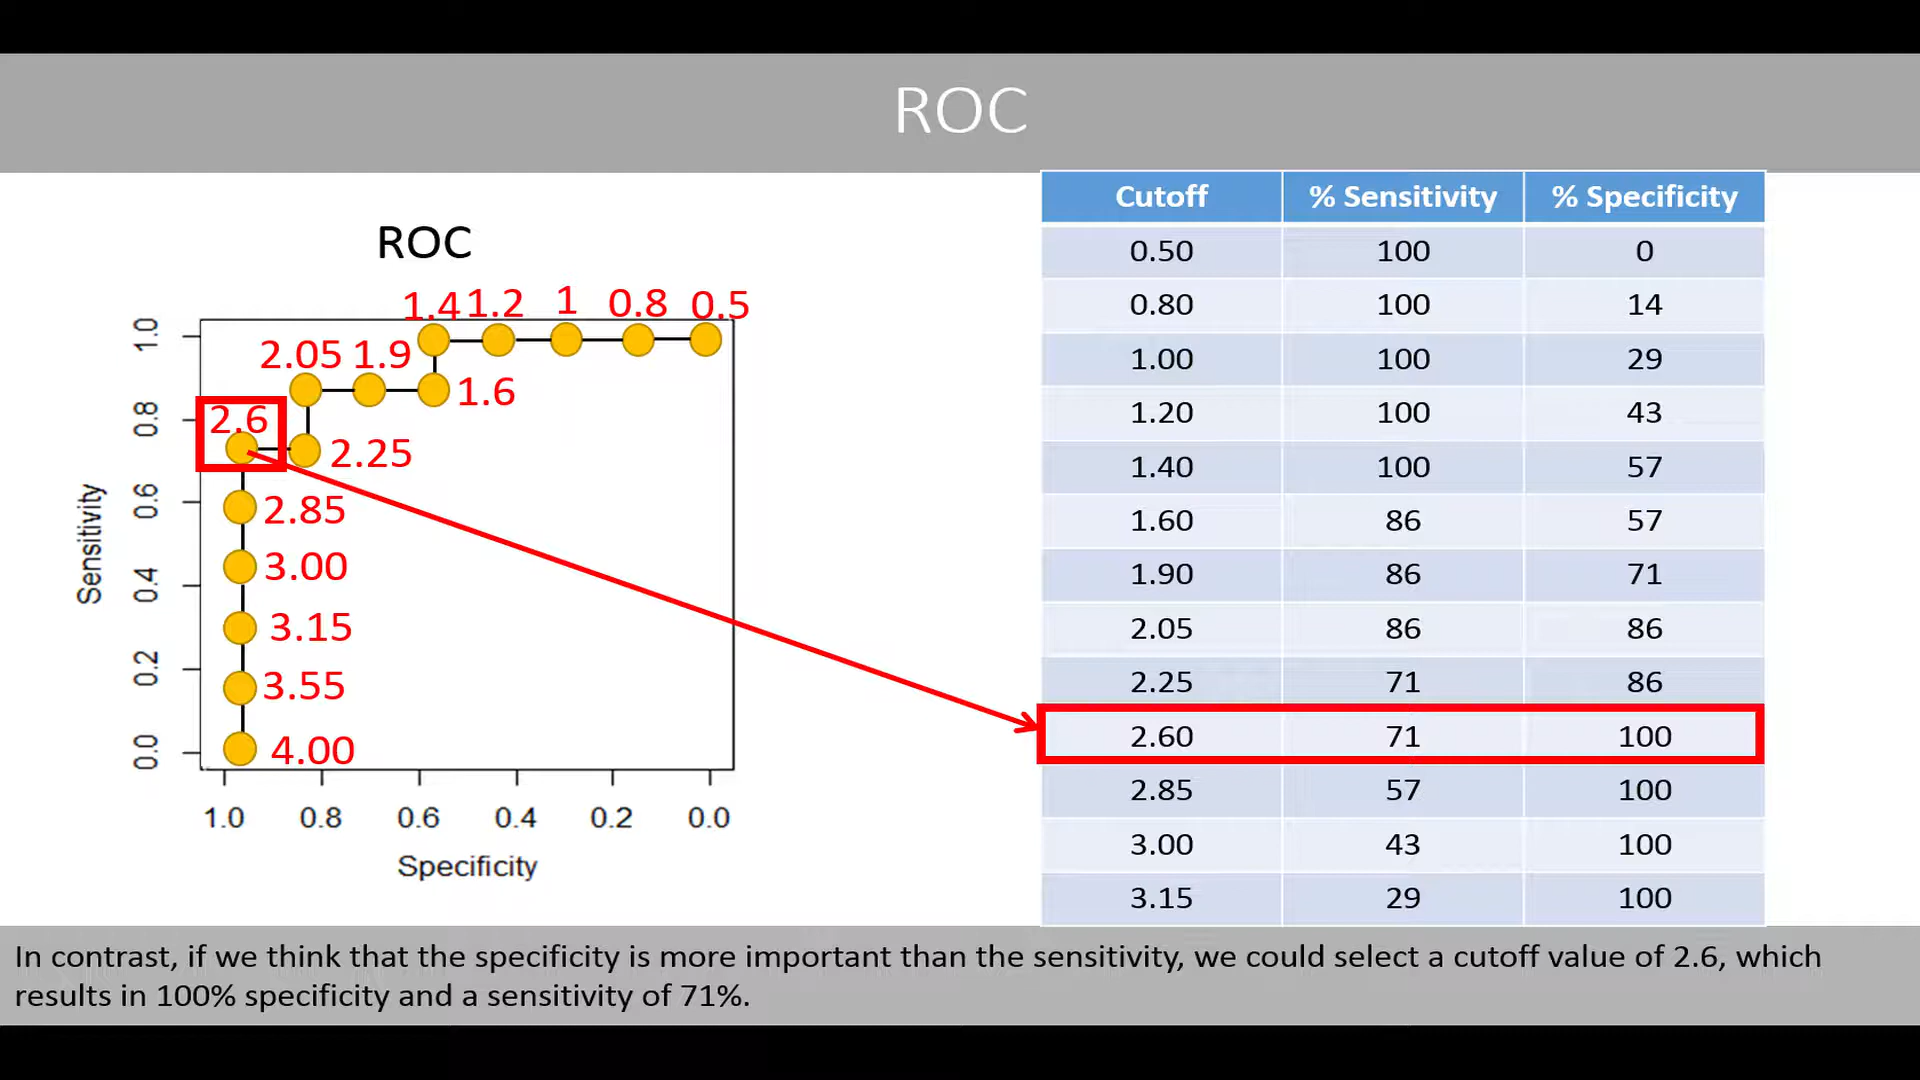 ROC
ROC
1.4 1.2 1 0.8 0.5
2.05 1.9
1.6
2.6
2.25
2.85
3.00
3.15
3.55
4.00
1.0
0.8
0.6
0.4
0.2
0.0
Sensitivity
1.0 0.8 0.6 0.4 0.2 0.0
Specificity
Cutoff % Sensitivity % Specificity
0.50 100 0
0.80 100 14
1.00 100 29
1.20 100 43
1.40 100 57
1.60 86 57
1.90 86 71
2.05 86 86
2.25 71 86
2.60 71 100
2.85 57 100
3.00 43 100
3.15 29 100
In contrast, if we think that the specificity is more important than the sensitivity, we could select a cutoff value of 2.6, which
results in 100% specificity and a sensitivity of 71%.